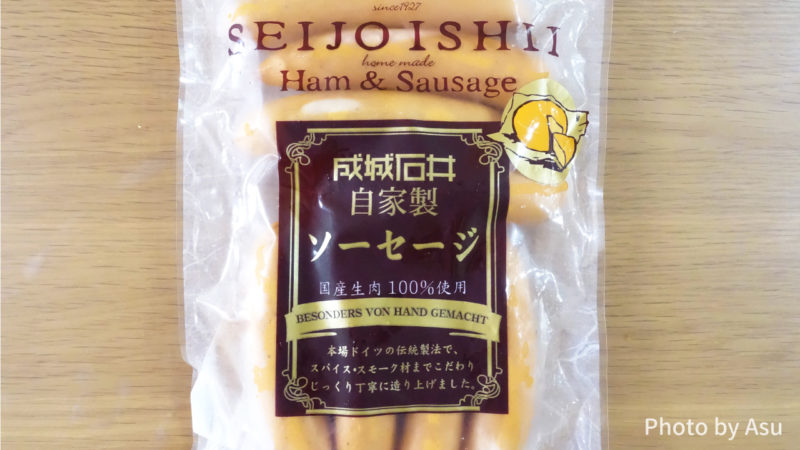 since1927
SEIJO ISHII
home made
Ham & Sausage
成城石井
自家製
ソーセージ
国産生肉 100%使用
BESONDERS VON HAND GEMACHT
本場ドイツの伝統製法で、
スパイス・スモーク材までこだわり
じっくり丁寧に造り上げました。
Photo by Asu